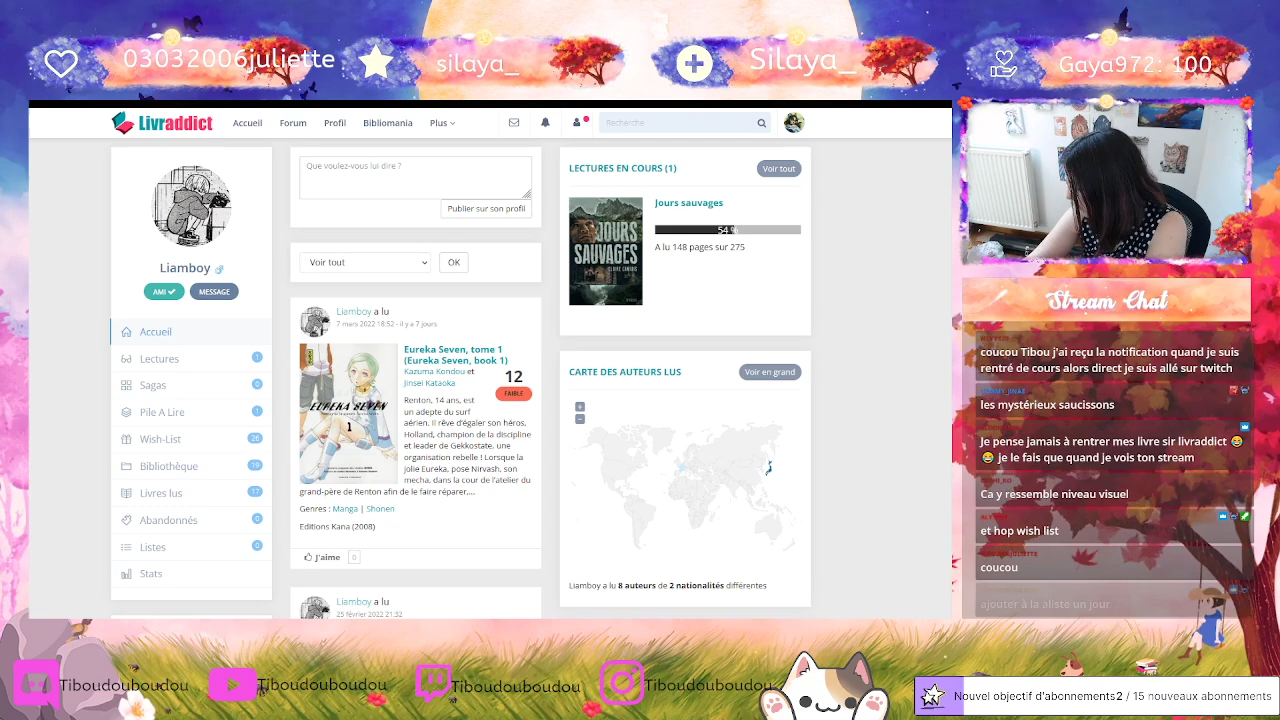 03032006juliette
silaya_
Silaya_
Gaya972: 100
Livraddict
Accueil
Forum
Profil
Bibliomania
Plus
Recherche
Liamboy
AMI
MESSAGE
Accueil
Lectures 1
Sagas 0
Pile A Lire 1
Wish-List 26
Bibliothèque 19
Livres lus 17
Abandonnés 0
Listes 0
Stats
Que voulez-vous lui dire ?
Publier sur son profil
Voir tout
OK
Liamboy a lu
7 mars 2022 18:52 - il y a 7 jours
EUREKA SEVEN
1
Eureka Seven, tome 1
(Eureka Seven, book 1)
Kazuma Kondou et
Jinsei Kataoka
12
FAIBLE
Renton, 14 ans, est
un adepte du surf
aérien. Il rêve d'égaler son héros,
Holland, champion de la discipline
et leader de Gekkostate. une
organisation rebelle ! Lorsque la
jolie Eureka, pose Nirvash, son
mecha, dans la cour de l'atelier du
grand-père de Renton afin de le faire réparer,...
Genres : Manga | Shonen
Editions Kana (2008)
J'aime 0
Liamboy a lu
25 février 2022 21:32
LECTURES EN COURS (1)
Voir tout
JOURS
SAUVAGES
Jours sauvages
54 %
A lu 148 pages sur 275
CARTE DES AUTEURS LUS
Voir en grand
+
−
Liamboy a lu 8 auteurs de 2 nationalités différentes
Stream Chat
coucou Tibou j'ai reçu la notification quand je suis
rentré de cours alors direct je suis allé sur twitch
les mystérieux saucissons
Je pense jamais à rentrer mes livre sir livraddict 😅
😅 je le fais que quand je vois ton stream
Ca y ressemble niveau visuel
et hop wish list
coucou
ajouter à la aliste un jour
Tiboudouboudou
Tiboudouboudou
Tiboudouboudou
Tiboudouboudou
Nouvel objectif d'abonnements2 / 15 nouveaux abonnements